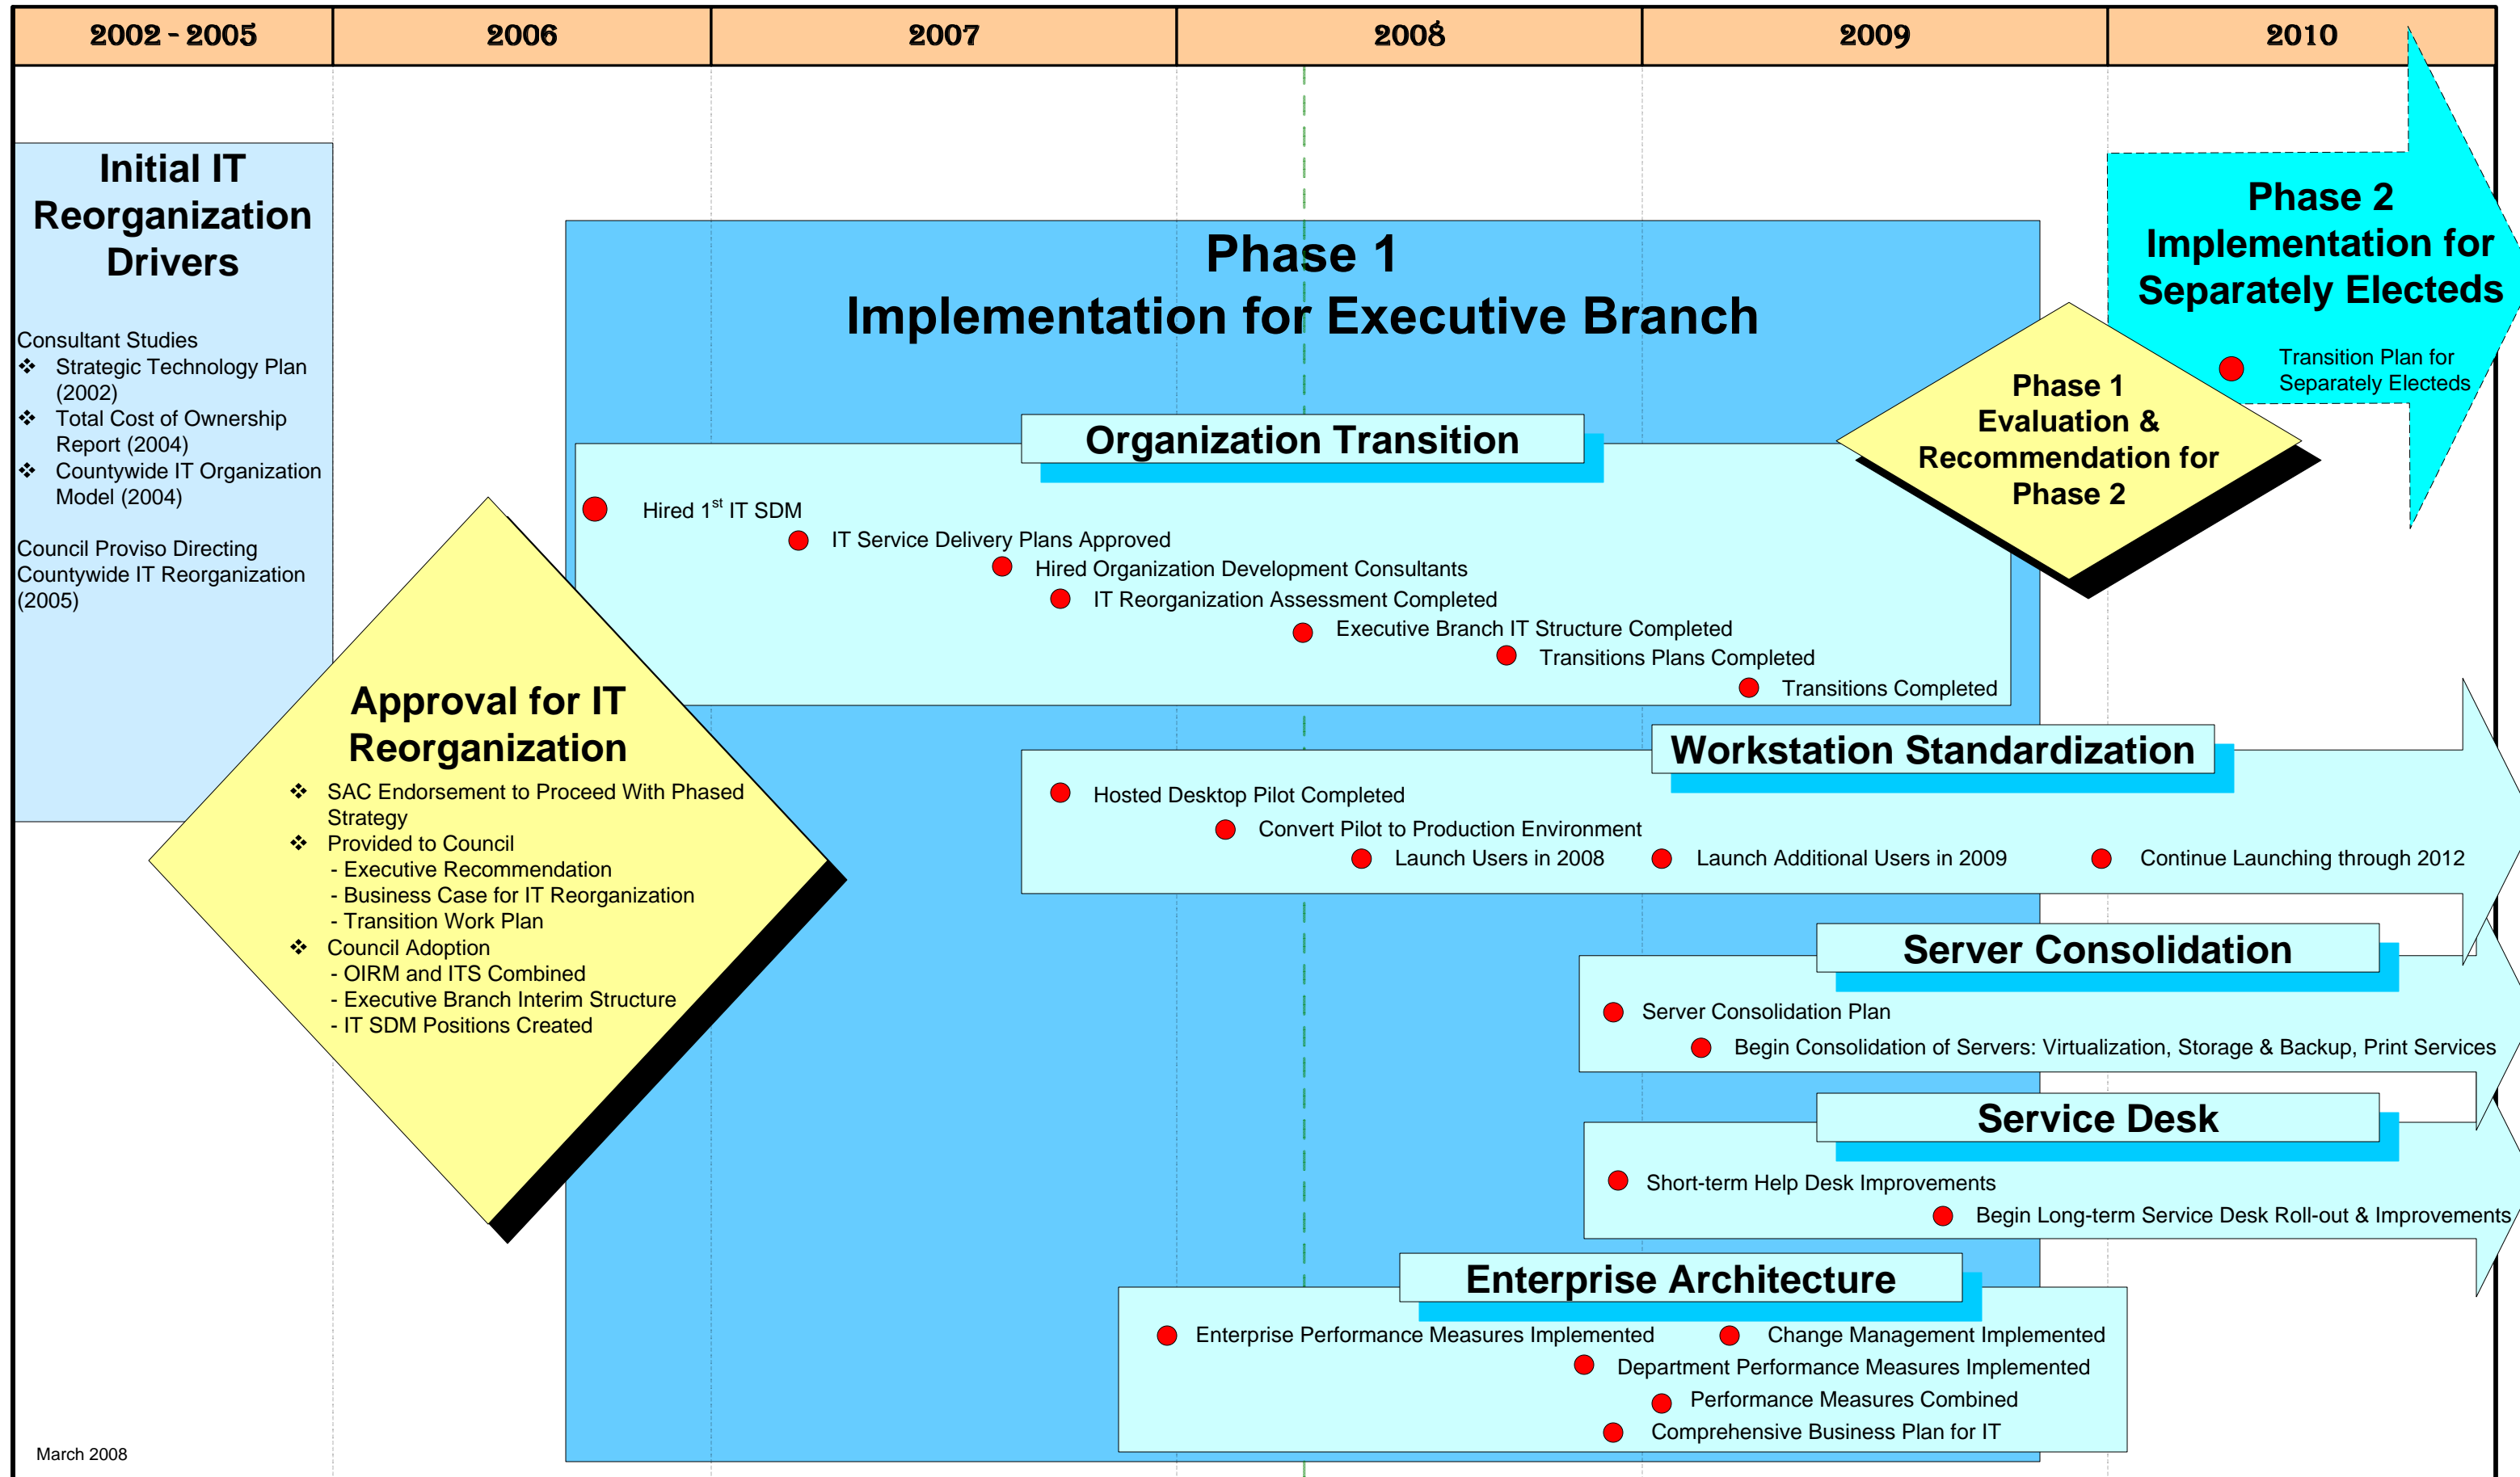 2002 - 2005
2006
2007
2008
2009
2010
Initial IT
Reorganization
Drivers
Consultant Studies
❖ Strategic Technology Plan
(2002)
❖ Total Cost of Ownership
Report (2004)
❖ Countywide IT Organization
Model (2004)
Council Proviso Directing
Countywide IT Reorganization
(2005)
Approval for IT
Reorganization
❖ SAC Endorsement to Proceed With Phased
Strategy
❖ Provided to Council
- Executive Recommendation
- Business Case for IT Reorganization
- Transition Work Plan
❖ Council Adoption
- OIRM and ITS Combined
- Executive Branch Interim Structure
- IT SDM Positions Created
Phase 1
Implementation for Executive Branch
Organization Transition
Hired 1st IT SDM
IT Service Delivery Plans Approved
Hired Organization Development Consultants
IT Reorganization Assessment Completed
Executive Branch IT Structure Completed
Transitions Plans Completed
Transitions Completed
Phase 1
Evaluation &
Recommendation for
Phase 2
Phase 2
Implementation for
Separately Electeds
Transition Plan for
Separately Electeds
Workstation Standardization
Hosted Desktop Pilot Completed
Convert Pilot to Production Environment
Launch Users in 2008
Launch Additional Users in 2009
Continue Launching through 2012
Server Consolidation
Server Consolidation Plan
Begin Consolidation of Servers: Virtualization, Storage & Backup, Print Services
Service Desk
Short-term Help Desk Improvements
Begin Long-term Service Desk Roll-out & Improvements
Enterprise Architecture
Enterprise Performance Measures Implemented
Change Management Implemented
Department Performance Measures Implemented
Performance Measures Combined
Comprehensive Business Plan for IT
March 2008